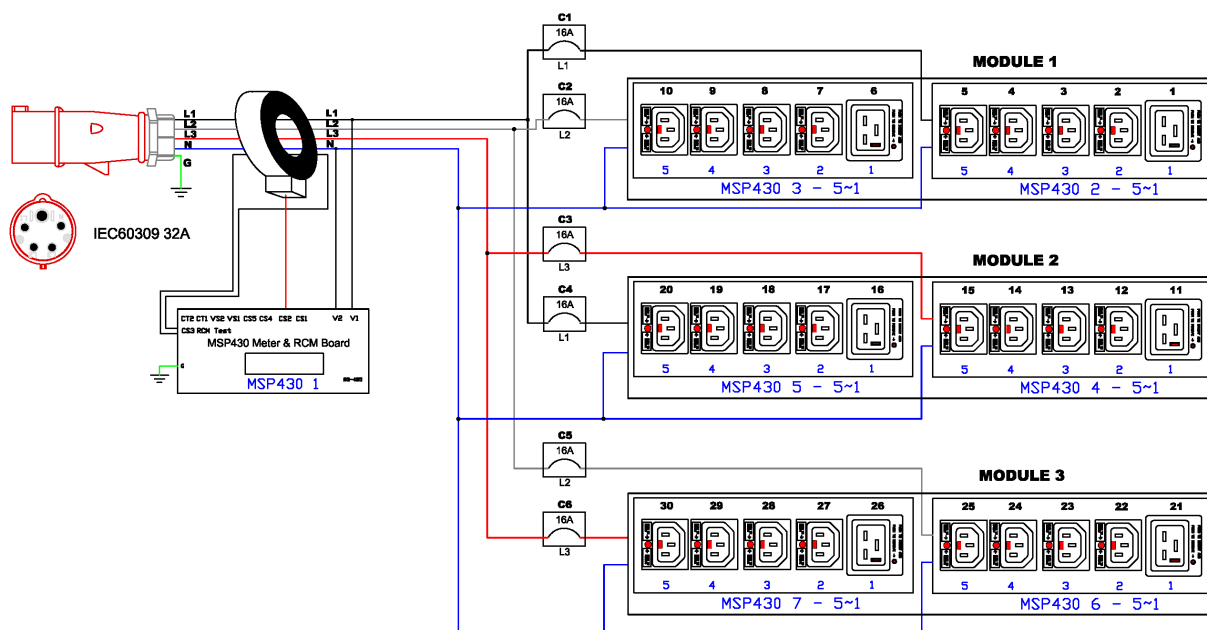 C1
16A
L1
MODULE 1
C2
16A
L2
10 9 8 7 6
5 4 3 2 1
L1
L2
L3
N
G
L1
L2
L3
N
5 4 3 2 1
5 4 3 2 1
MSP430 3 - 5~1
MSP430 2 - 5~1
IEC60309 32A
C3
16A
L3
MODULE 2
C4
16A
L1
20 19 18 17 16
15 14 13 12 11
CT2 CT1 VS2 VS1 CS5 CS4 CS2 CS1 V2 V1
CS3 RCM Test
MSP430 Meter & RCM Board
MSP430 1
G
RS-485
5 4 3 2 1
5 4 3 2 1
MSP430 5 - 5~1
MSP430 4 - 5~1
C5
16A
L2
MODULE 3
C6
16A
L3
30 29 28 27 26
25 24 23 22 21
5 4 3 2 1
5 4 3 2 1
MSP430 7 - 5~1
MSP430 6 - 5~1